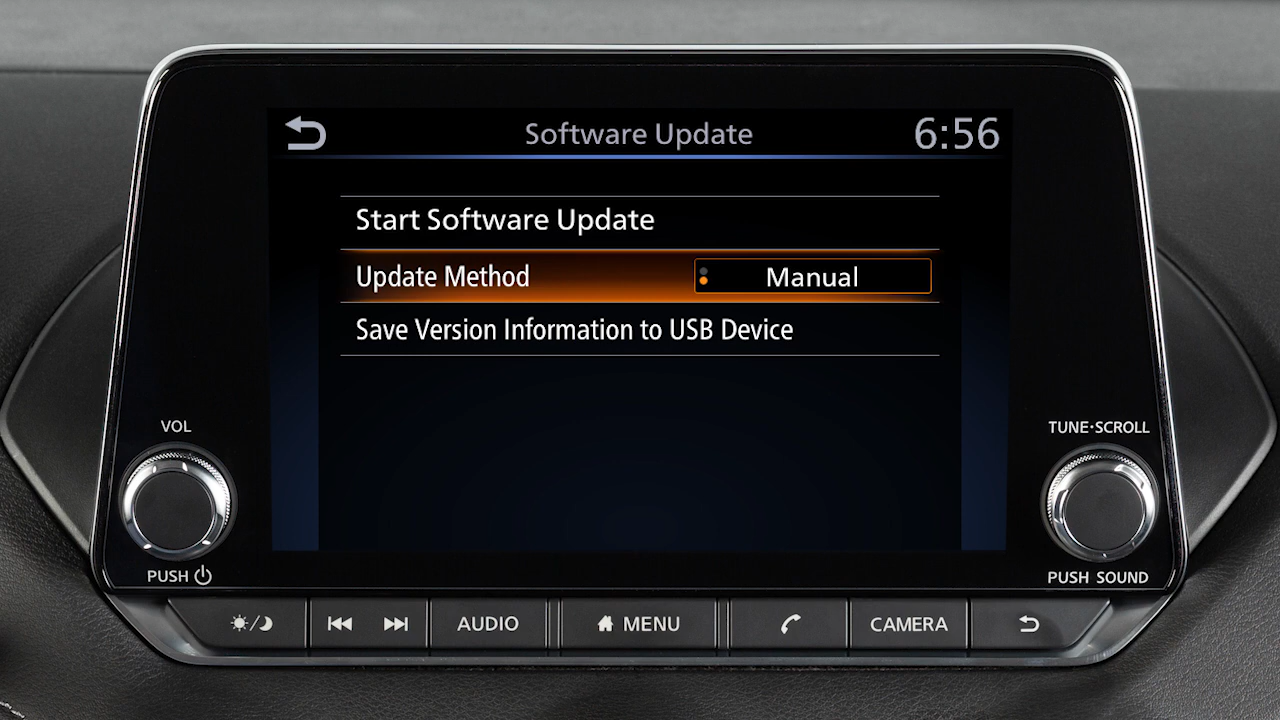 Software Update
6:56
Start Software Update
Update Method
Manual
Save Version Information to USB Device
VOL
TUNE·SCROLL
PUSH
PUSH SOUND
AUDIO
MENU
CAMERA